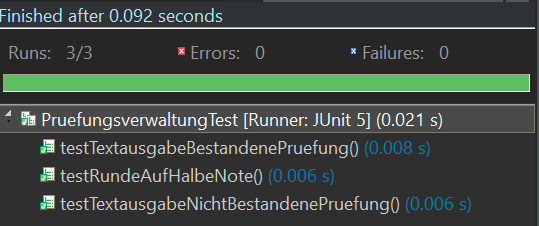 Finished after 0.092 seconds
Runs: 3/3 Errors: 0 Failures: 0
PruefungsverwaltungTest [Runner: JUnit 5] (0.021 s)
testTextausgabeBestandenePruefung() (0.008 s)
testRundeAufHalbeNote() (0.006 s)
testTextausgabeNichtBestandenePruefung() (0.006 s)